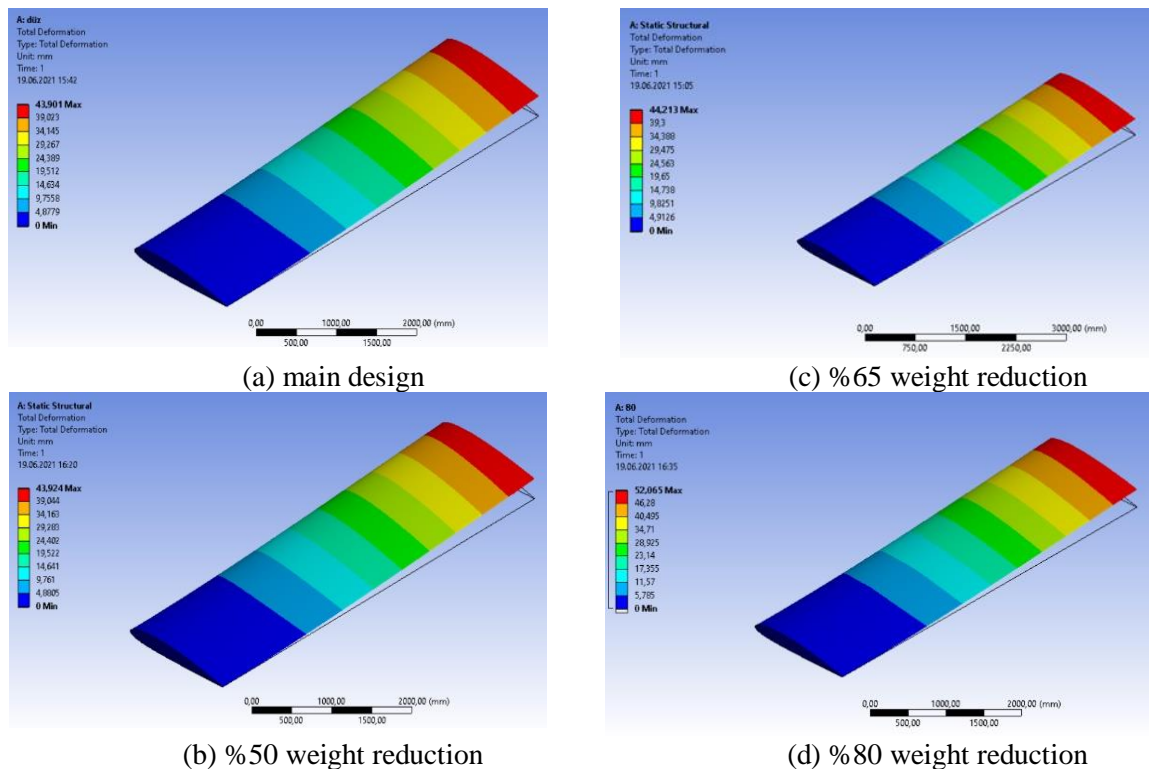 A: düz
Total Deformation
Type: Total Deformation
Unit: mm
Time: 1
19.06.2021 15:42
43,901 Max
39,023
34,145
29,267
24,389
19,512
14,634
9,7558
4,8779
0 Min
0,00 1000,00 2000,00 (mm)
500,00 1500,00
(a) main design
A: Static Structural
Total Deformation
Type: Total Deformation
Unit: mm
Time: 1
19.06.2021 15:05
44,213 Max
39,3
34,388
29,475
24,563
19,65
14,738
9,8251
4,9126
0 Min
0,00 1500,00 3000,00 (mm)
750,00 2250,00
(c) %65 weight reduction
A: Static Structural
Total Deformation
Type: Total Deformation
Unit: mm
Time: 1
19.06.2021 16:20
43,924 Max
39,044
34,163
29,283
24,402
19,522
14,641
9,761
4,8805
0 Min
0,00 1000,00 2000,00 (mm)
500,00 1500,00
(b) %50 weight reduction
A: 80
Total Deformation
Type: Total Deformation
Unit: mm
Time: 1
19.06.2021 16:35
52,065 Max
46,28
40,495
34,71
28,925
23,14
17,355
11,57
5,785
0 Min
0,00 1000,00 2000,00 (mm)
500,00 1500,00
(d) %80 weight reduction